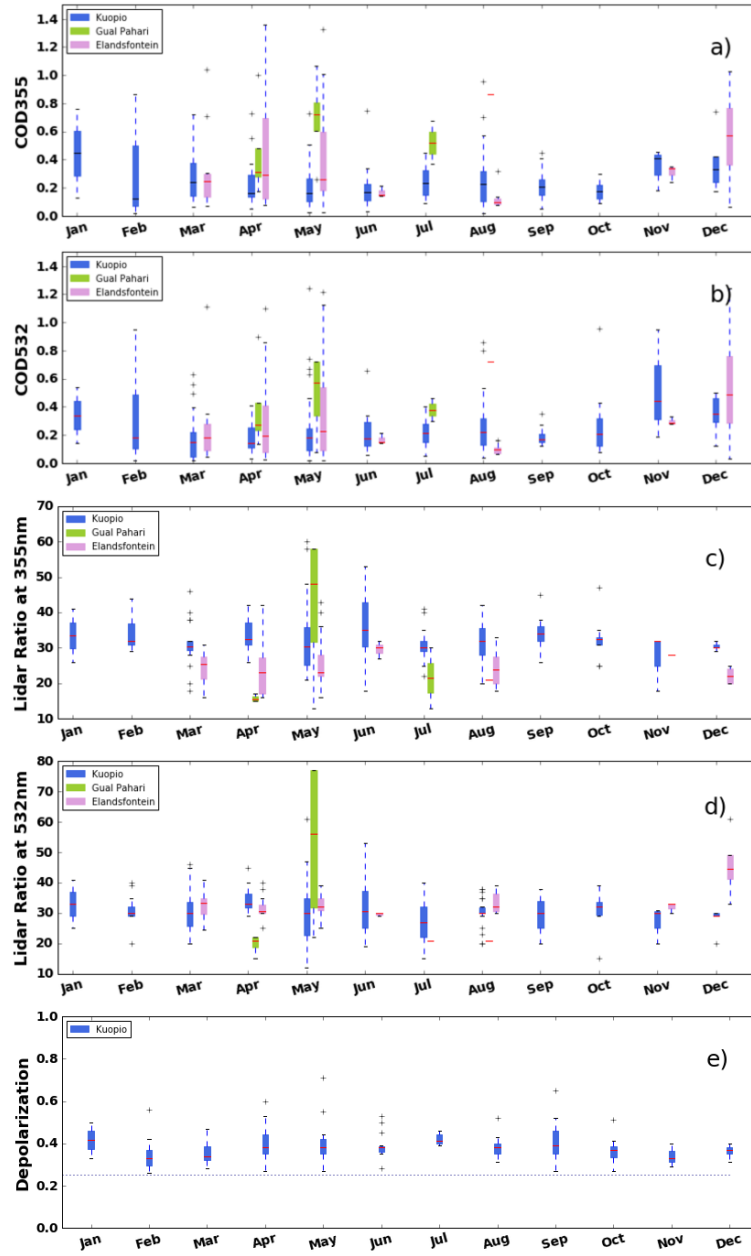 COD355
1.4
1.2
1.0
0.8
0.6
0.4
0.2
0.0
Kuopio
Gual Pahari
Elandsfontein
a)
Jan Feb Mar Apr May Jun Jul Aug Sep Oct Nov Dec
COD532
1.4
1.2
1.0
0.8
0.6
0.4
0.2
0.0
Kuopio
Gual Pahari
Elandsfontein
b)
Jan Feb Mar Apr May Jun Jul Aug Sep Oct Nov Dec
Lidar Ratio at 355nm
70
60
50
40
30
20
10
Kuopio
Gual Pahari
Elandsfontein
c)
Jan Feb Mar Apr May Jun Jul Aug Sep Oct Nov Dec
Lidar Ratio at 532nm
80
70
60
50
40
30
20
10
Kuopio
Gual Pahari
Elandsfontein
d)
Jan Feb Mar Apr May Jun Jul Aug Sep Oct Nov Dec
Depolarization
1.0
0.8
0.6
0.4
0.2
0.0
Kuopio
e)
Jan Feb Mar Apr May Jun Jul Aug Sep Oct Nov Dec